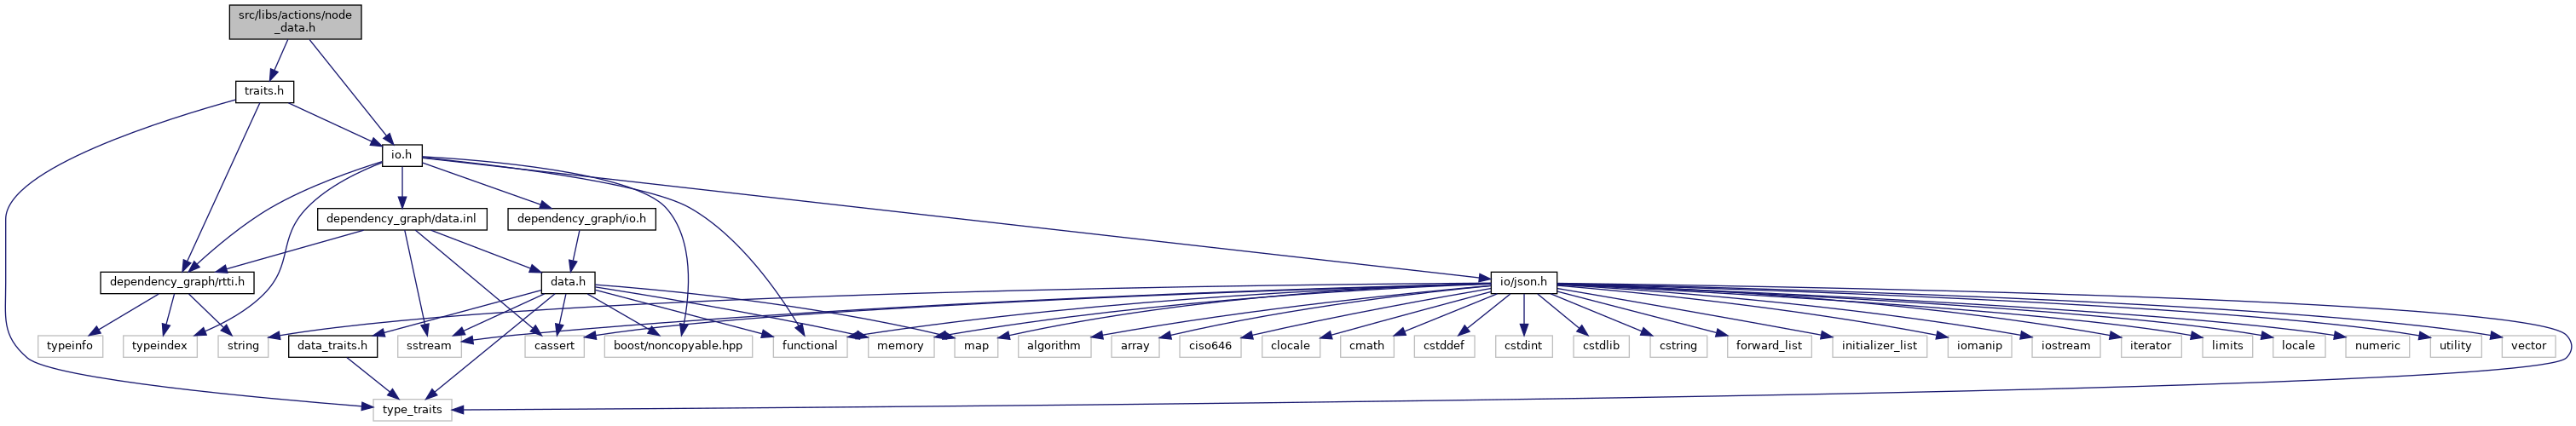 src/libs/actions/node
_data.h
traits.h
io.h
dependency_graph/data.inl
dependency_graph/io.h
dependency_graph/rtti.h
data.h
io/json.h
typeinfo
typeindex
string
data_traits.h
sstream
cassert
boost/noncopyable.hpp
functional
memory
map
algorithm
array
ciso646
clocale
cmath
cstddef
cstdint
cstdlib
cstring
forward_list
initializer_list
iomanip
iostream
iterator
limits
locale
numeric
utility
vector
type_traits